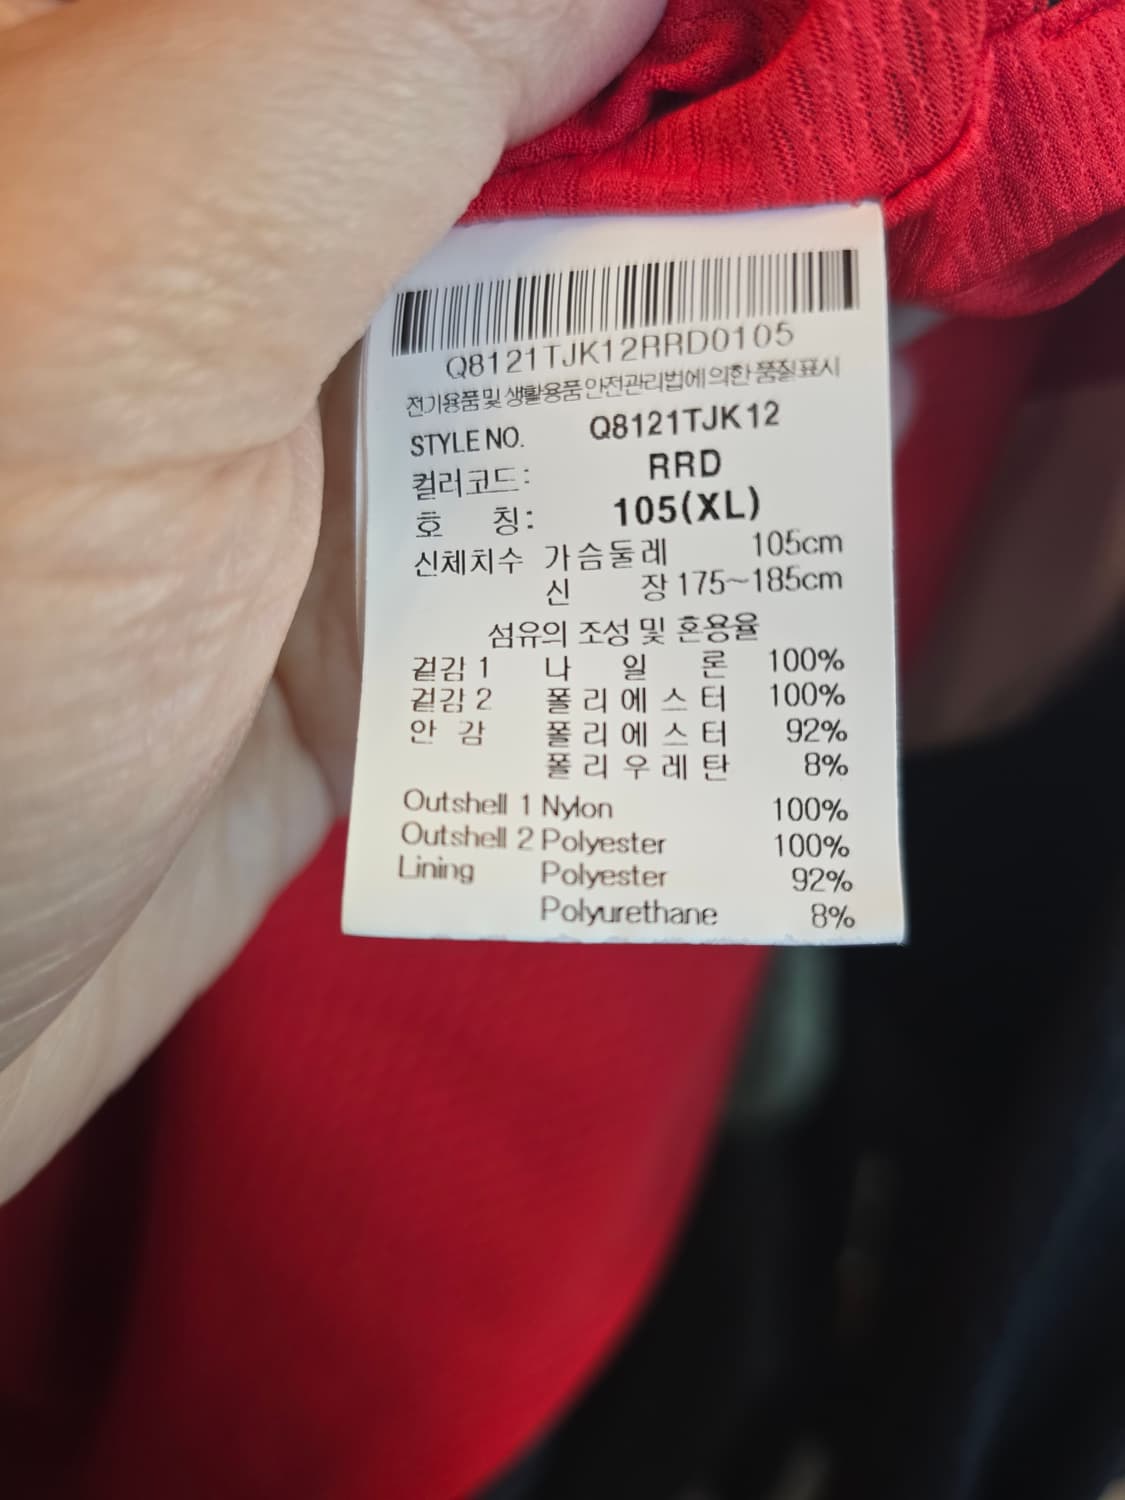 Q8121TJK12RRD0105
전기용품 및 생활용품 안전관리법에 의한 품질표시
STYLE NO. Q8121TJK12
컬러코드: RRD
호 칭: 105(XL)
신체치수 가슴둘레 105cm
신 장 175~185cm
섬유의 조성 및 혼용율
겉감 1 나 일 론 100%
겉감 2 폴리에스터 100%
안 감 폴리에스터 92%
폴리우레탄 8%
Outshell 1 Nylon 100%
Outshell 2 Polyester 100%
Lining Polyester 92%
Polyurethane 8%